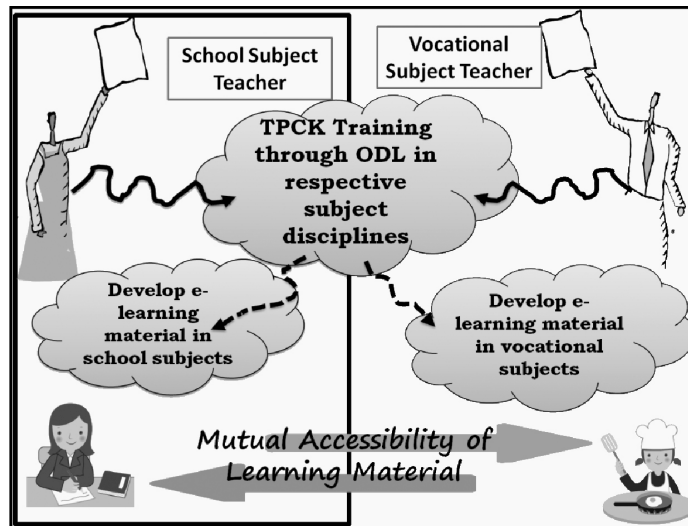 School Subject
Teacher
Vocational
Subject Teacher
TPCK Training
through ODL in
respective
subject
disciplines
Develop e-
learning
material in
school subjects
Develop e-
learning material
in vocational
subjects
Mutual Accessibility of
Learning Material